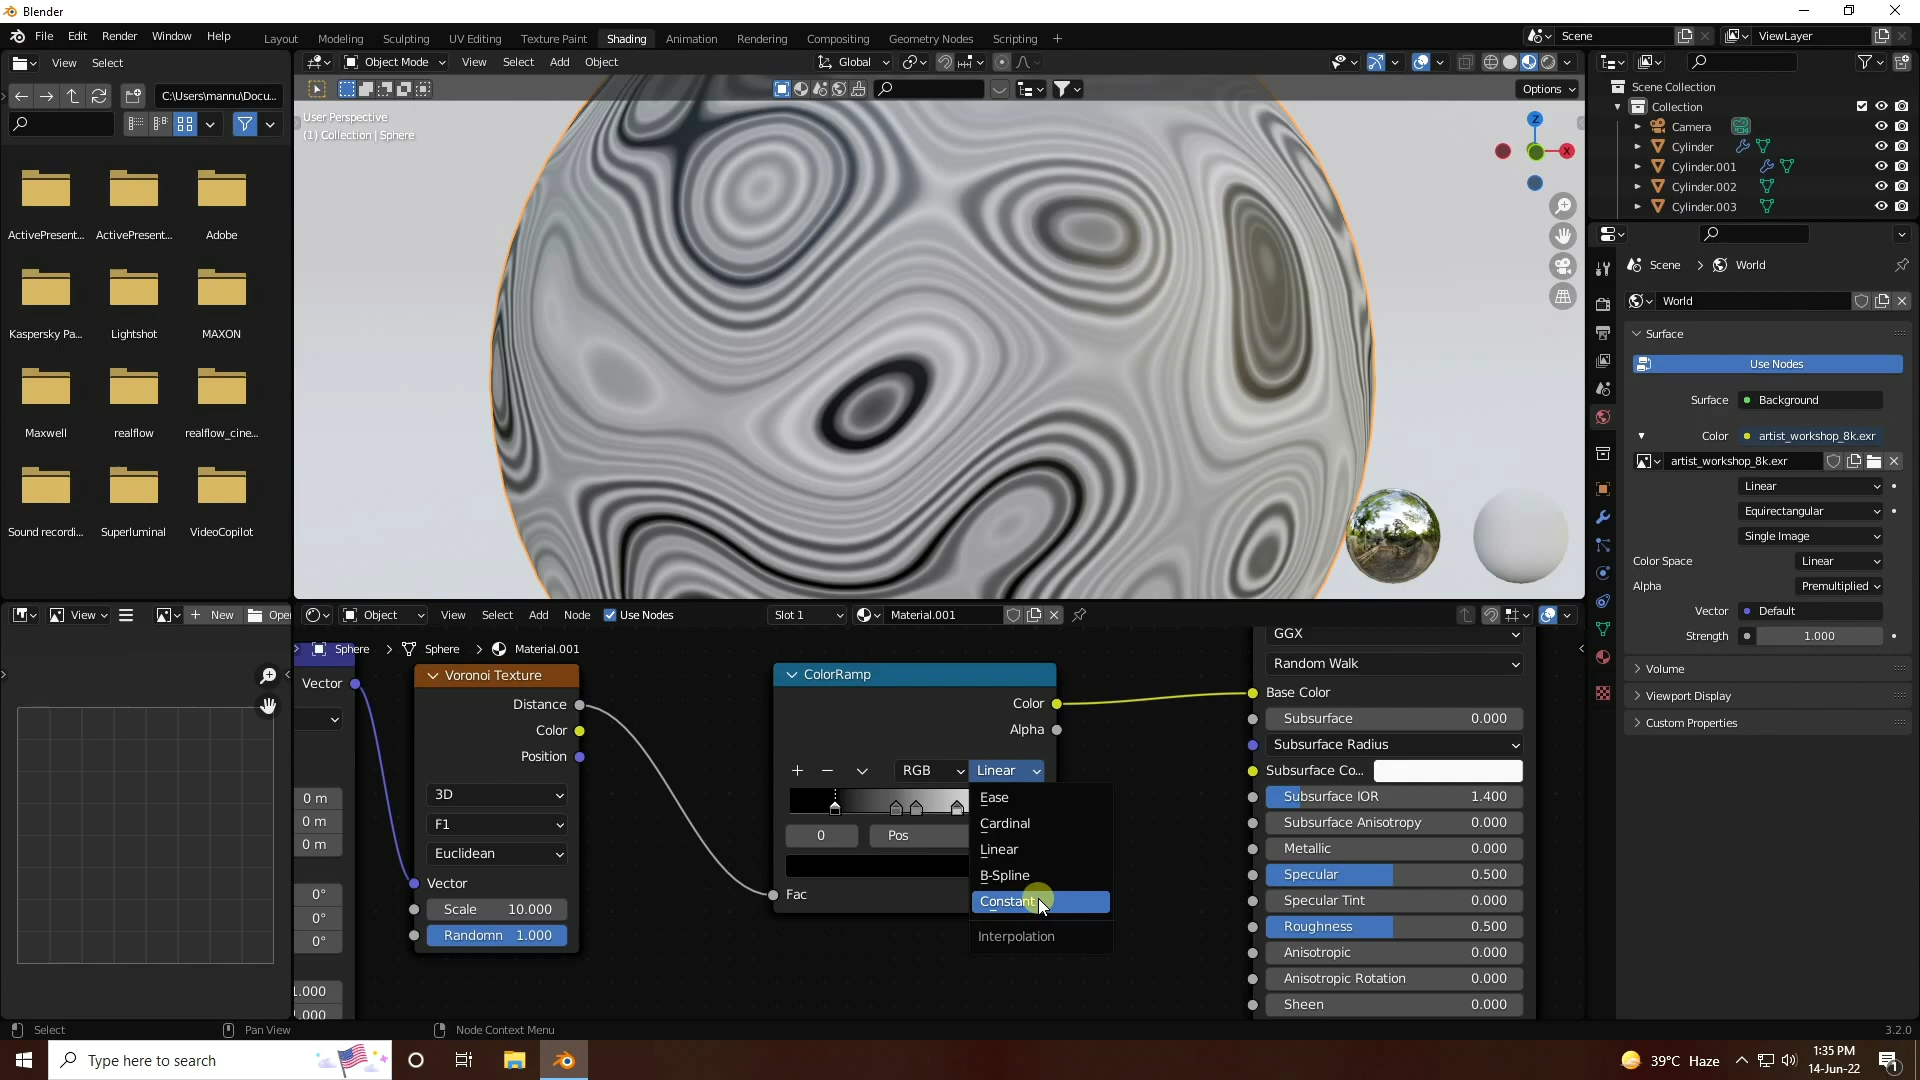 Blender
File Edit Render Window Help
Layout Modeling Sculpting UV Editing Texture Paint Shading Animation Rendering Compositing Geometry Nodes Scripting +
Scene
ViewLayer
View Select
Object Mode View Select Add Object
Global
C:\Users\mannu\Docu...
Options
User Perspective
(1) Collection | Sphere
Z
X
ActivePresent... ActivePresent... Adobe
Kaspersky Pa... Lightshot MAXON
Maxwell realflow realflow_cine...
Sound recordi... Superluminal VideoCopilot
Scene Collection
Collection
Camera
Cylinder
Cylinder.001
Cylinder.002
Cylinder.003
Scene > World
World
Surface
Use Nodes
Surface Background
Color artist_workshop_8k.exr
artist_workshop_8k.exr
Linear
Equirectangular
Single Image
Color Space Linear
Alpha Premultiplied
Vector Default
Strength 1.000
Volume
Viewport Display
Custom Properties
View + New Open
Object View Select Add Node Use Nodes Slot 1 Material.001
Sphere > Sphere > Material.001
Vector
0 m
0 m
0 m
0°
0°
0°
1.000
.000
Voronoi Texture
Distance
Color
Position
3D
F1
Euclidean
Vector
Scale 10.000
Randomn 1.000
ColorRamp
Color
Alpha
+ − RGB Linear
0 Pos
Fac
Ease
Cardinal
Linear
B-Spline
Constant
Interpolation
GGX
Random Walk
Base Color
Subsurface 0.000
Subsurface Radius
Subsurface Co...
Subsurface IOR 1.400
Subsurface Anisotropy 0.000
Metallic 0.000
Specular 0.500
Specular Tint 0.000
Roughness 0.500
Anisotropic 0.000
Anisotropic Rotation 0.000
Sheen 0.000
Select Pan View Node Context Menu 3.2.0
Type here to search
39°C Haze
1:35 PM
14-Jun-22
1